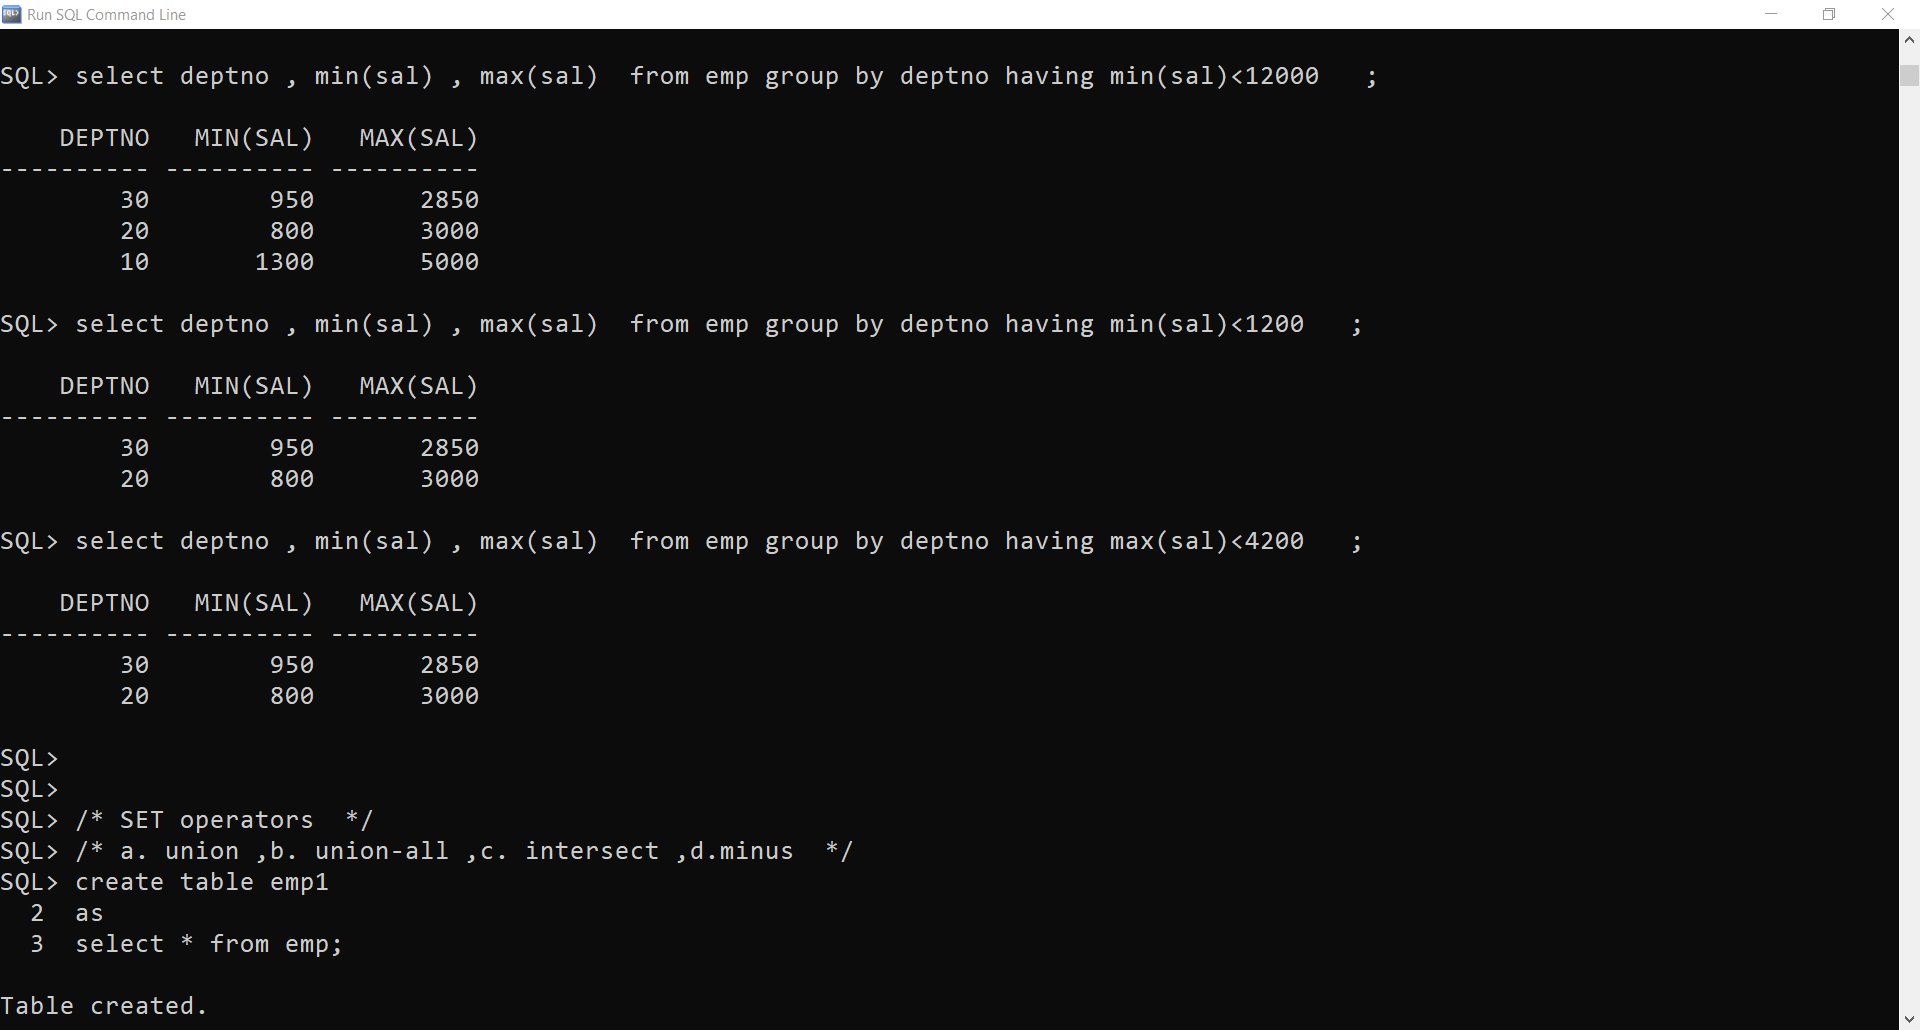 Run SQL Command Line
SQL> select deptno , min(sal) , max(sal)  from emp group by deptno having min(sal)<12000   ;
    DEPTNO   MIN(SAL)   MAX(SAL)
---------- ---------- ----------
        30        950       2850
        20        800       3000
        10       1300       5000
SQL> select deptno , min(sal) , max(sal)  from emp group by deptno having min(sal)<1200   ;
    DEPTNO   MIN(SAL)   MAX(SAL)
---------- ---------- ----------
        30        950       2850
        20        800       3000
SQL> select deptno , min(sal) , max(sal)  from emp group by deptno having max(sal)<4200   ;
    DEPTNO   MIN(SAL)   MAX(SAL)
---------- ---------- ----------
        30        950       2850
        20        800       3000
SQL>
SQL>
SQL> /* SET operators  */
SQL> /* a. union ,b. union-all ,c. intersect ,d.minus  */
SQL> create table emp1
  2  as
  3  select * from emp;
Table created.